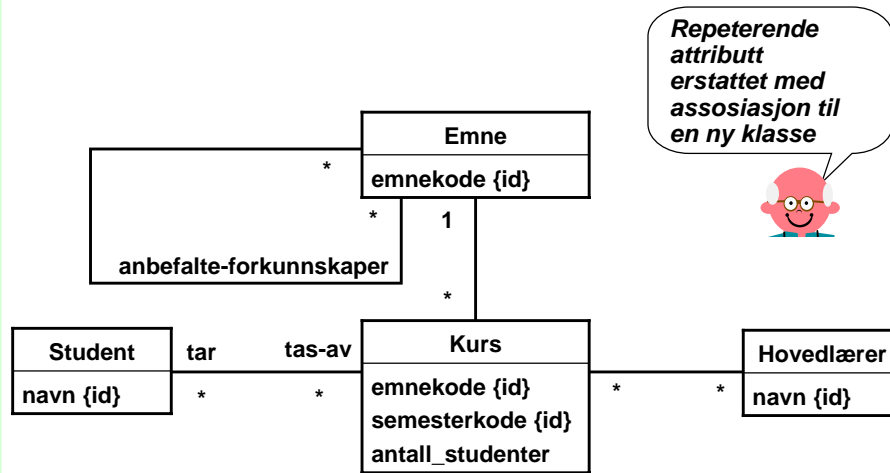 Repeterende
attributt
erstattet med
assosiasjon til
en ny klasse
Emne
*
emnekode {id}
*
1
anbefalte-forkunnskaper
*
Student
tar
tas-av
Kurs
Hovedlærer
navn {id}
*
*
emnekode {id}
*
*
navn {id}
semesterkode {id}
antall_studenter